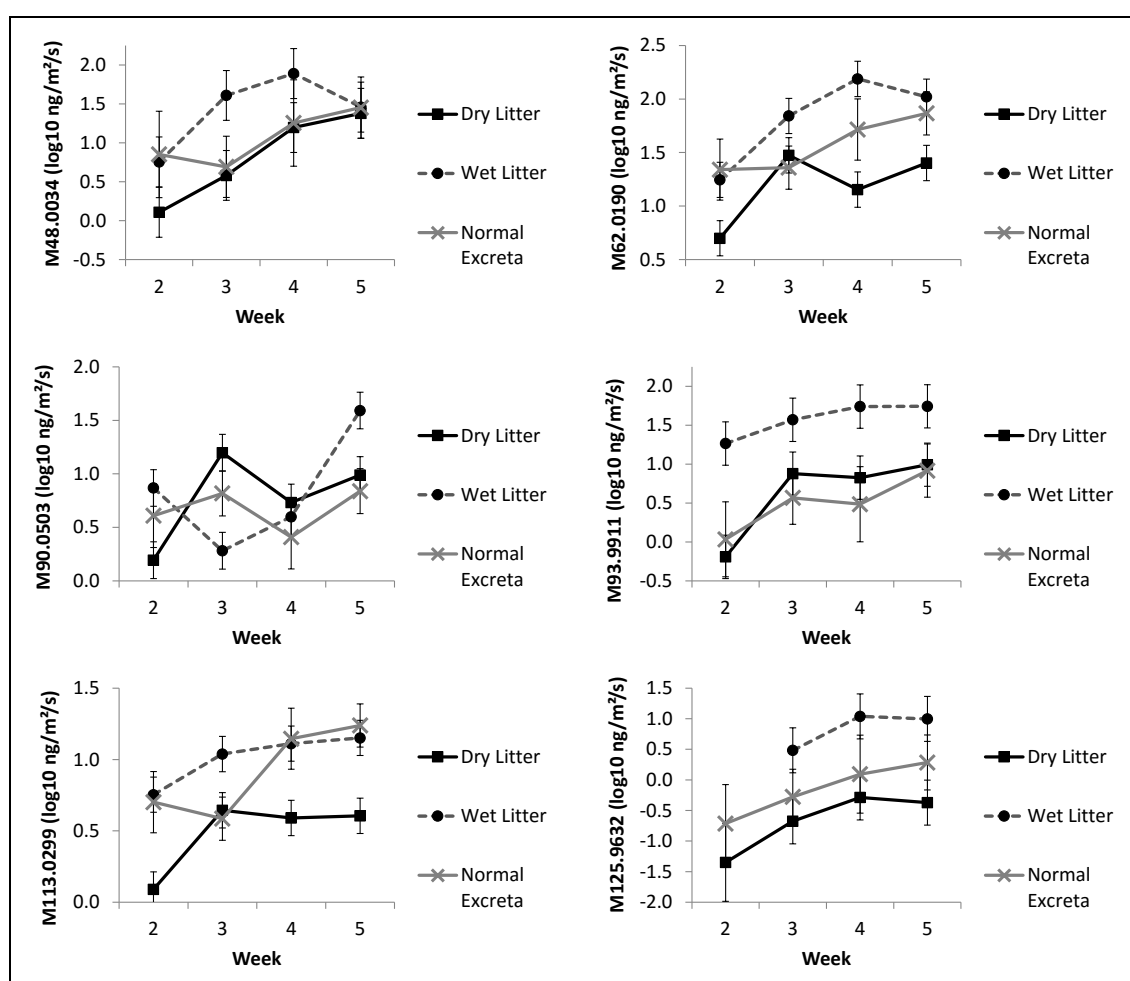 M48.0034 (log10 ng/m²/s)
2.0
1.5
1.0
0.5
0.0
-0.5
2 3 4 5
Week
Dry Litter
Wet Litter
Normal
Excreta
M62.0190 (log10 ng/m²/s)
2.5
2.0
1.5
1.0
0.5
2 3 4 5
Week
Dry Litter
Wet Litter
Normal
Excreta
M90.0503 (log10 ng/m²/s)
2.0
1.5
1.0
0.5
0.0
2 3 4 5
Week
Dry Litter
Wet Litter
Normal
Excreta
M93.9911 (log10 ng/m²/s)
2.0
1.5
1.0
0.5
0.0
-0.5
2 3 4 5
Week
Dry Litter
Wet Litter
Normal
Excreta
M113.0299 (log10 ng/m²/s)
1.5
1.0
0.5
0.0
2 3 4 5
Week
Dry Litter
Wet Litter
Normal
Excreta
M125.9632 (log10 ng/m²/s)
1.5
1.0
0.5
0.0
-0.5
-1.0
-1.5
-2.0
2 3 4 5
Week
Dry Litter
Wet Litter
Normal
Excreta